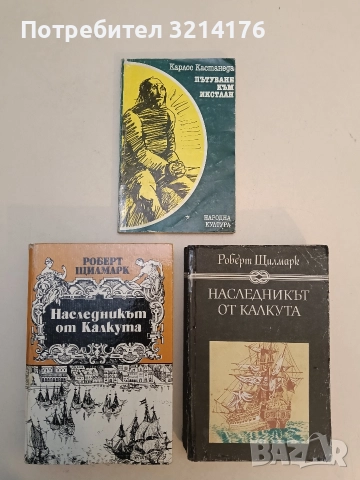 Потребител: 3214176
Карлос Кастанеда
ПЪТУВАНЕ
КЪМ
ИКСТЛАН
НАРОДНА
КУЛТУРА
РОБЕРТ
ЩИЛМАРК
Наследникът
от Калкута
Роберт Щилмарк
НАСЛЕДНИКЪТ
ОТ КАЛКУТА
BAZAR